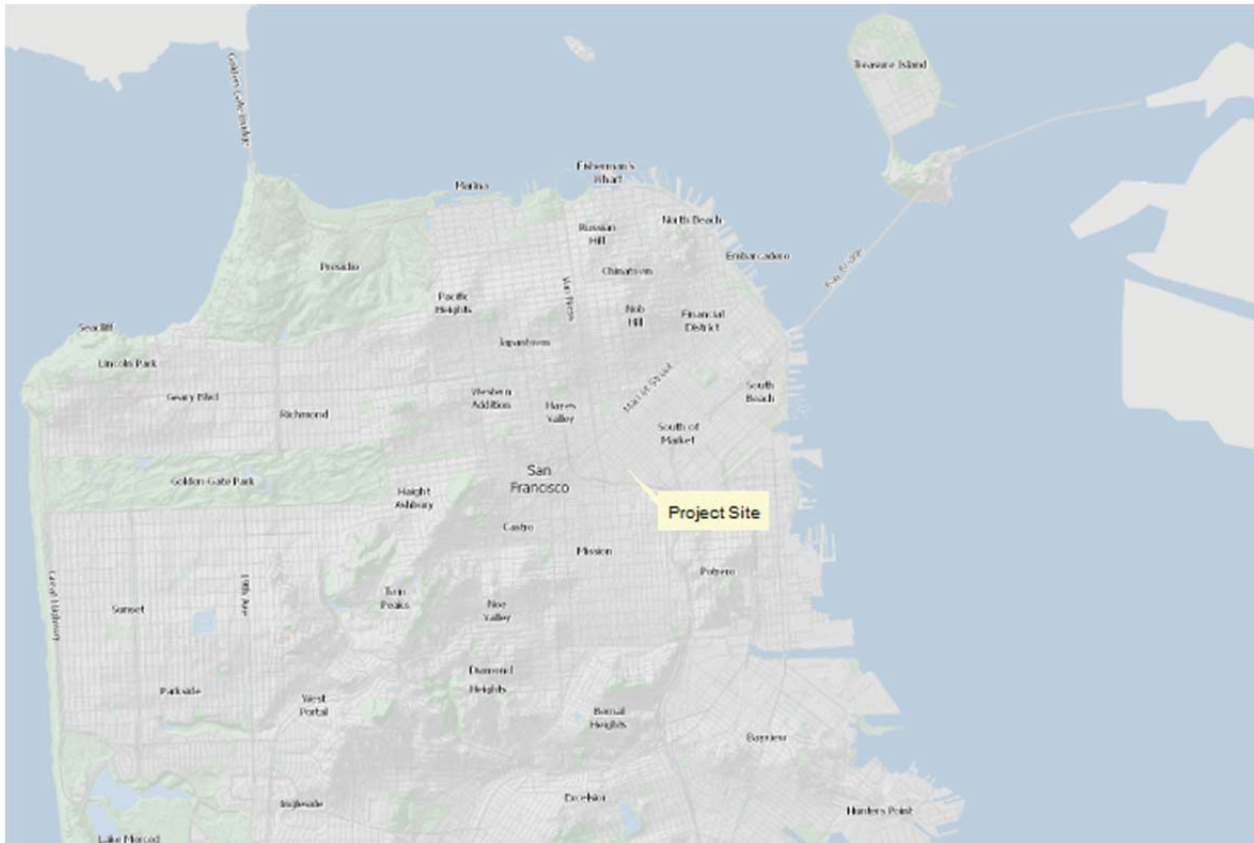 Golden Gate Bridge
Treasure Island
Fisherman's
Wharf
Marina
North Beach
Russian
Hill
Embarcadero
Bay Bridge
Presidio
Chinatown
Van Ness
Pacific
Heights
Nob
Hill
Financial
District
Seacliff
Japantown
Lincoln Park
Market Street
Geary Blvd
Richmond
Western
Addition
Hayes
Valley
South
Beach
South of
Market
San
Francisco
Golden Gate Park
Haight
Ashbury
Project Site
Castro
Mission
Potrero
Great Highway
19th Ave
Sunset
Twin
Peaks
Noe
Valley
Diamond
Heights
Parkside
West
Portal
Bernal
Heights
Bayview
Ingleside
Excelsior
Hunters Point
Lake Merced